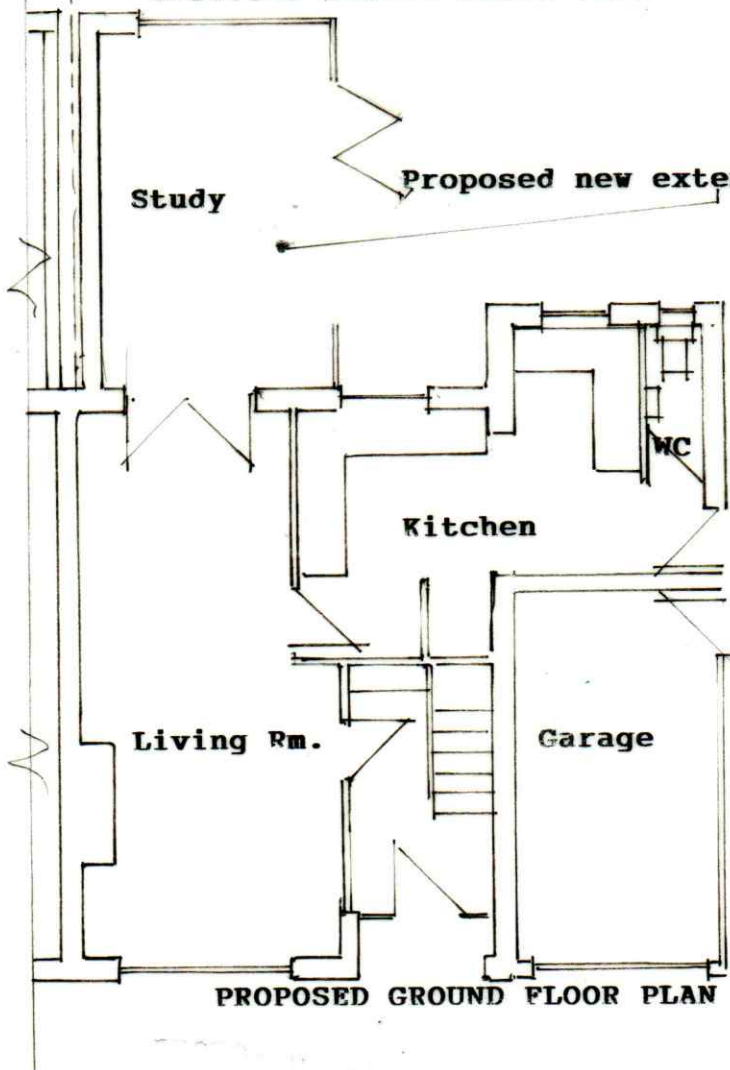 Study
Proposed new exte
WC
Kitchen
Living Rm.
Garage
PROPOSED GROUND FLOOR PLAN